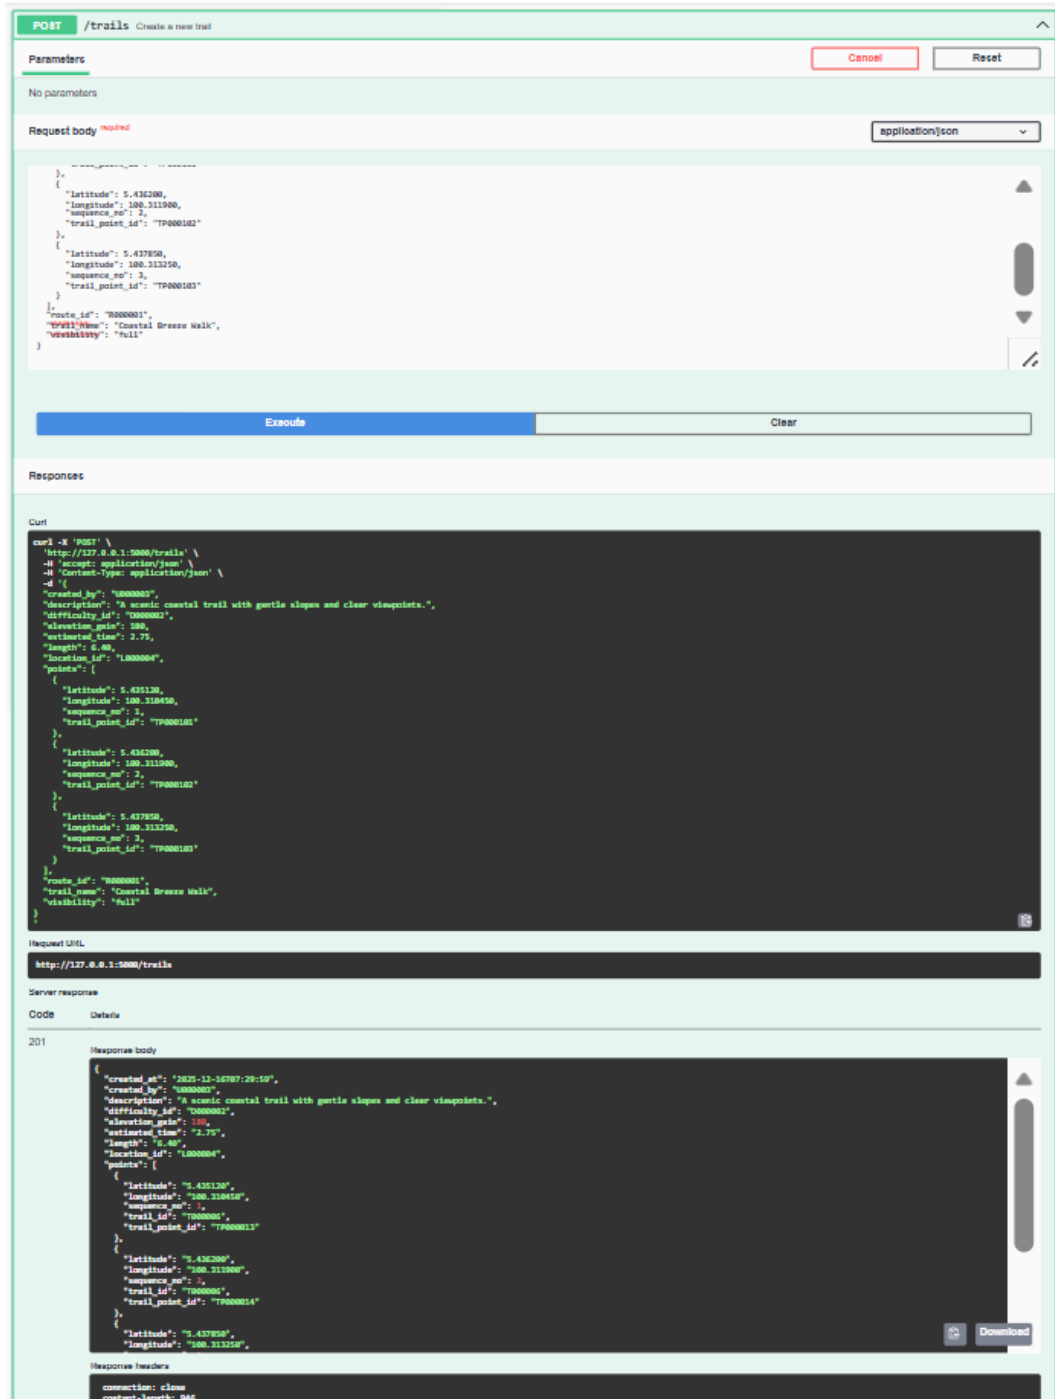 POST /trails Create a new trail
Parameters
Cancel
Reset
No parameters
Request body required
application/json
},
{
"latitude": 5.436200,
"longitude": 100.311900,
"sequence_no": 2,
"trail_point_id": "TP000102"
},
{
"latitude": 5.437850,
"longitude": 100.313250,
"sequence_no": 3,
"trail_point_id": "TP000103"
}
],
"route_id": "R000001",
"trail_name": "Coastal Breeze Walk",
"visibility": "full"
}
Execute
Clear
Responses
Curl
curl -X 'POST' \
'http://127.0.0.1:5000/trails' \
-H 'accept: application/json' \
-H 'Content-Type: application/json' \
-d '{
"created_by": "U000003",
"description": "A scenic coastal trail with gentle slopes and clear viewpoints.",
"difficulty_id": "D000002",
"elevation_gain": 180,
"estimated_time": 2.75,
"length": 6.40,
"location_id": "L000004",
"points": [
{
"latitude": 5.435120,
"longitude": 100.310450,
"sequence_no": 1,
"trail_point_id": "TP000101"
},
{
"latitude": 5.436200,
"longitude": 100.311900,
"sequence_no": 2,
"trail_point_id": "TP000102"
},
{
"latitude": 5.437850,
"longitude": 100.313250,
"sequence_no": 3,
"trail_point_id": "TP000103"
}
],
"route_id": "R000001",
"trail_name": "Coastal Breeze Walk",
"visibility": "full"
}
'
Request URL
http://127.0.0.1:5000/trails
Server response
Code
Details
201
Response body
{
"created_at": "2025-12-16T07:29:59",
"created_by": "U000003",
"description": "A scenic coastal trail with gentle slopes and clear viewpoints.",
"difficulty_id": "D000002",
"elevation_gain": 180,
"estimated_time": "2.75",
"length": "6.40",
"location_id": "L000004",
"points": [
{
"latitude": "5.435120",
"longitude": "100.310450",
"sequence_no": 1,
"trail_id": "T000006",
"trail_point_id": "TP000013"
},
{
"latitude": "5.436200",
"longitude": "100.311900",
"sequence_no": 2,
"trail_id": "T000006",
"trail_point_id": "TP000014"
},
{
"latitude": "5.437850",
"longitude": "100.313250",
Download
Response headers
connection: close
content-length: 946